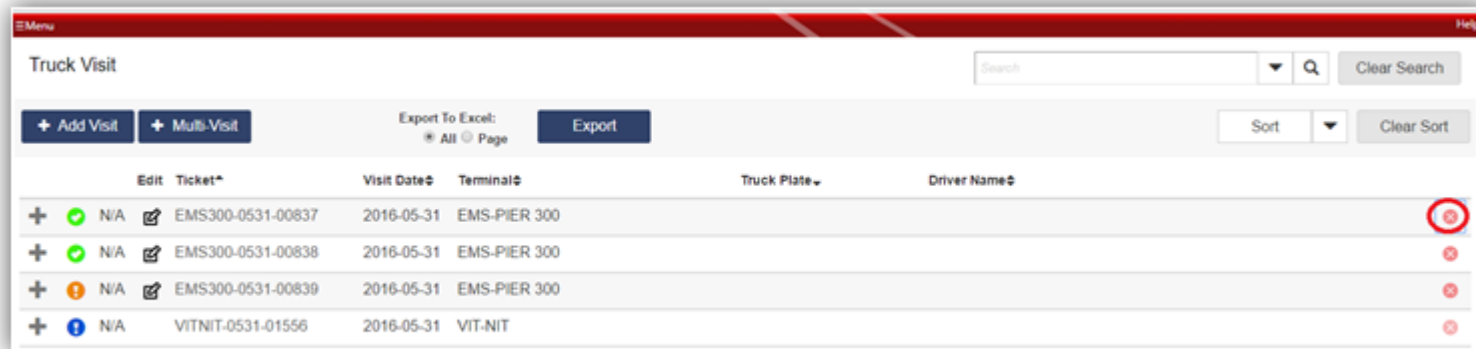 Menu Help
Truck Visit Search Clear Search
+ Add Visit + Multi-Visit Export To Excel: All Page Export Sort Clear Sort
Edit Ticket Visit Date Terminal Truck Plate Driver Name
N/A EMS300-0531-00837 2016-05-31 EMS-PIER 300
N/A EMS300-0531-00838 2016-05-31 EMS-PIER 300
N/A EMS300-0531-00839 2016-05-31 EMS-PIER 300
N/A VITNIT-0531-01556 2016-05-31 VIT-NIT